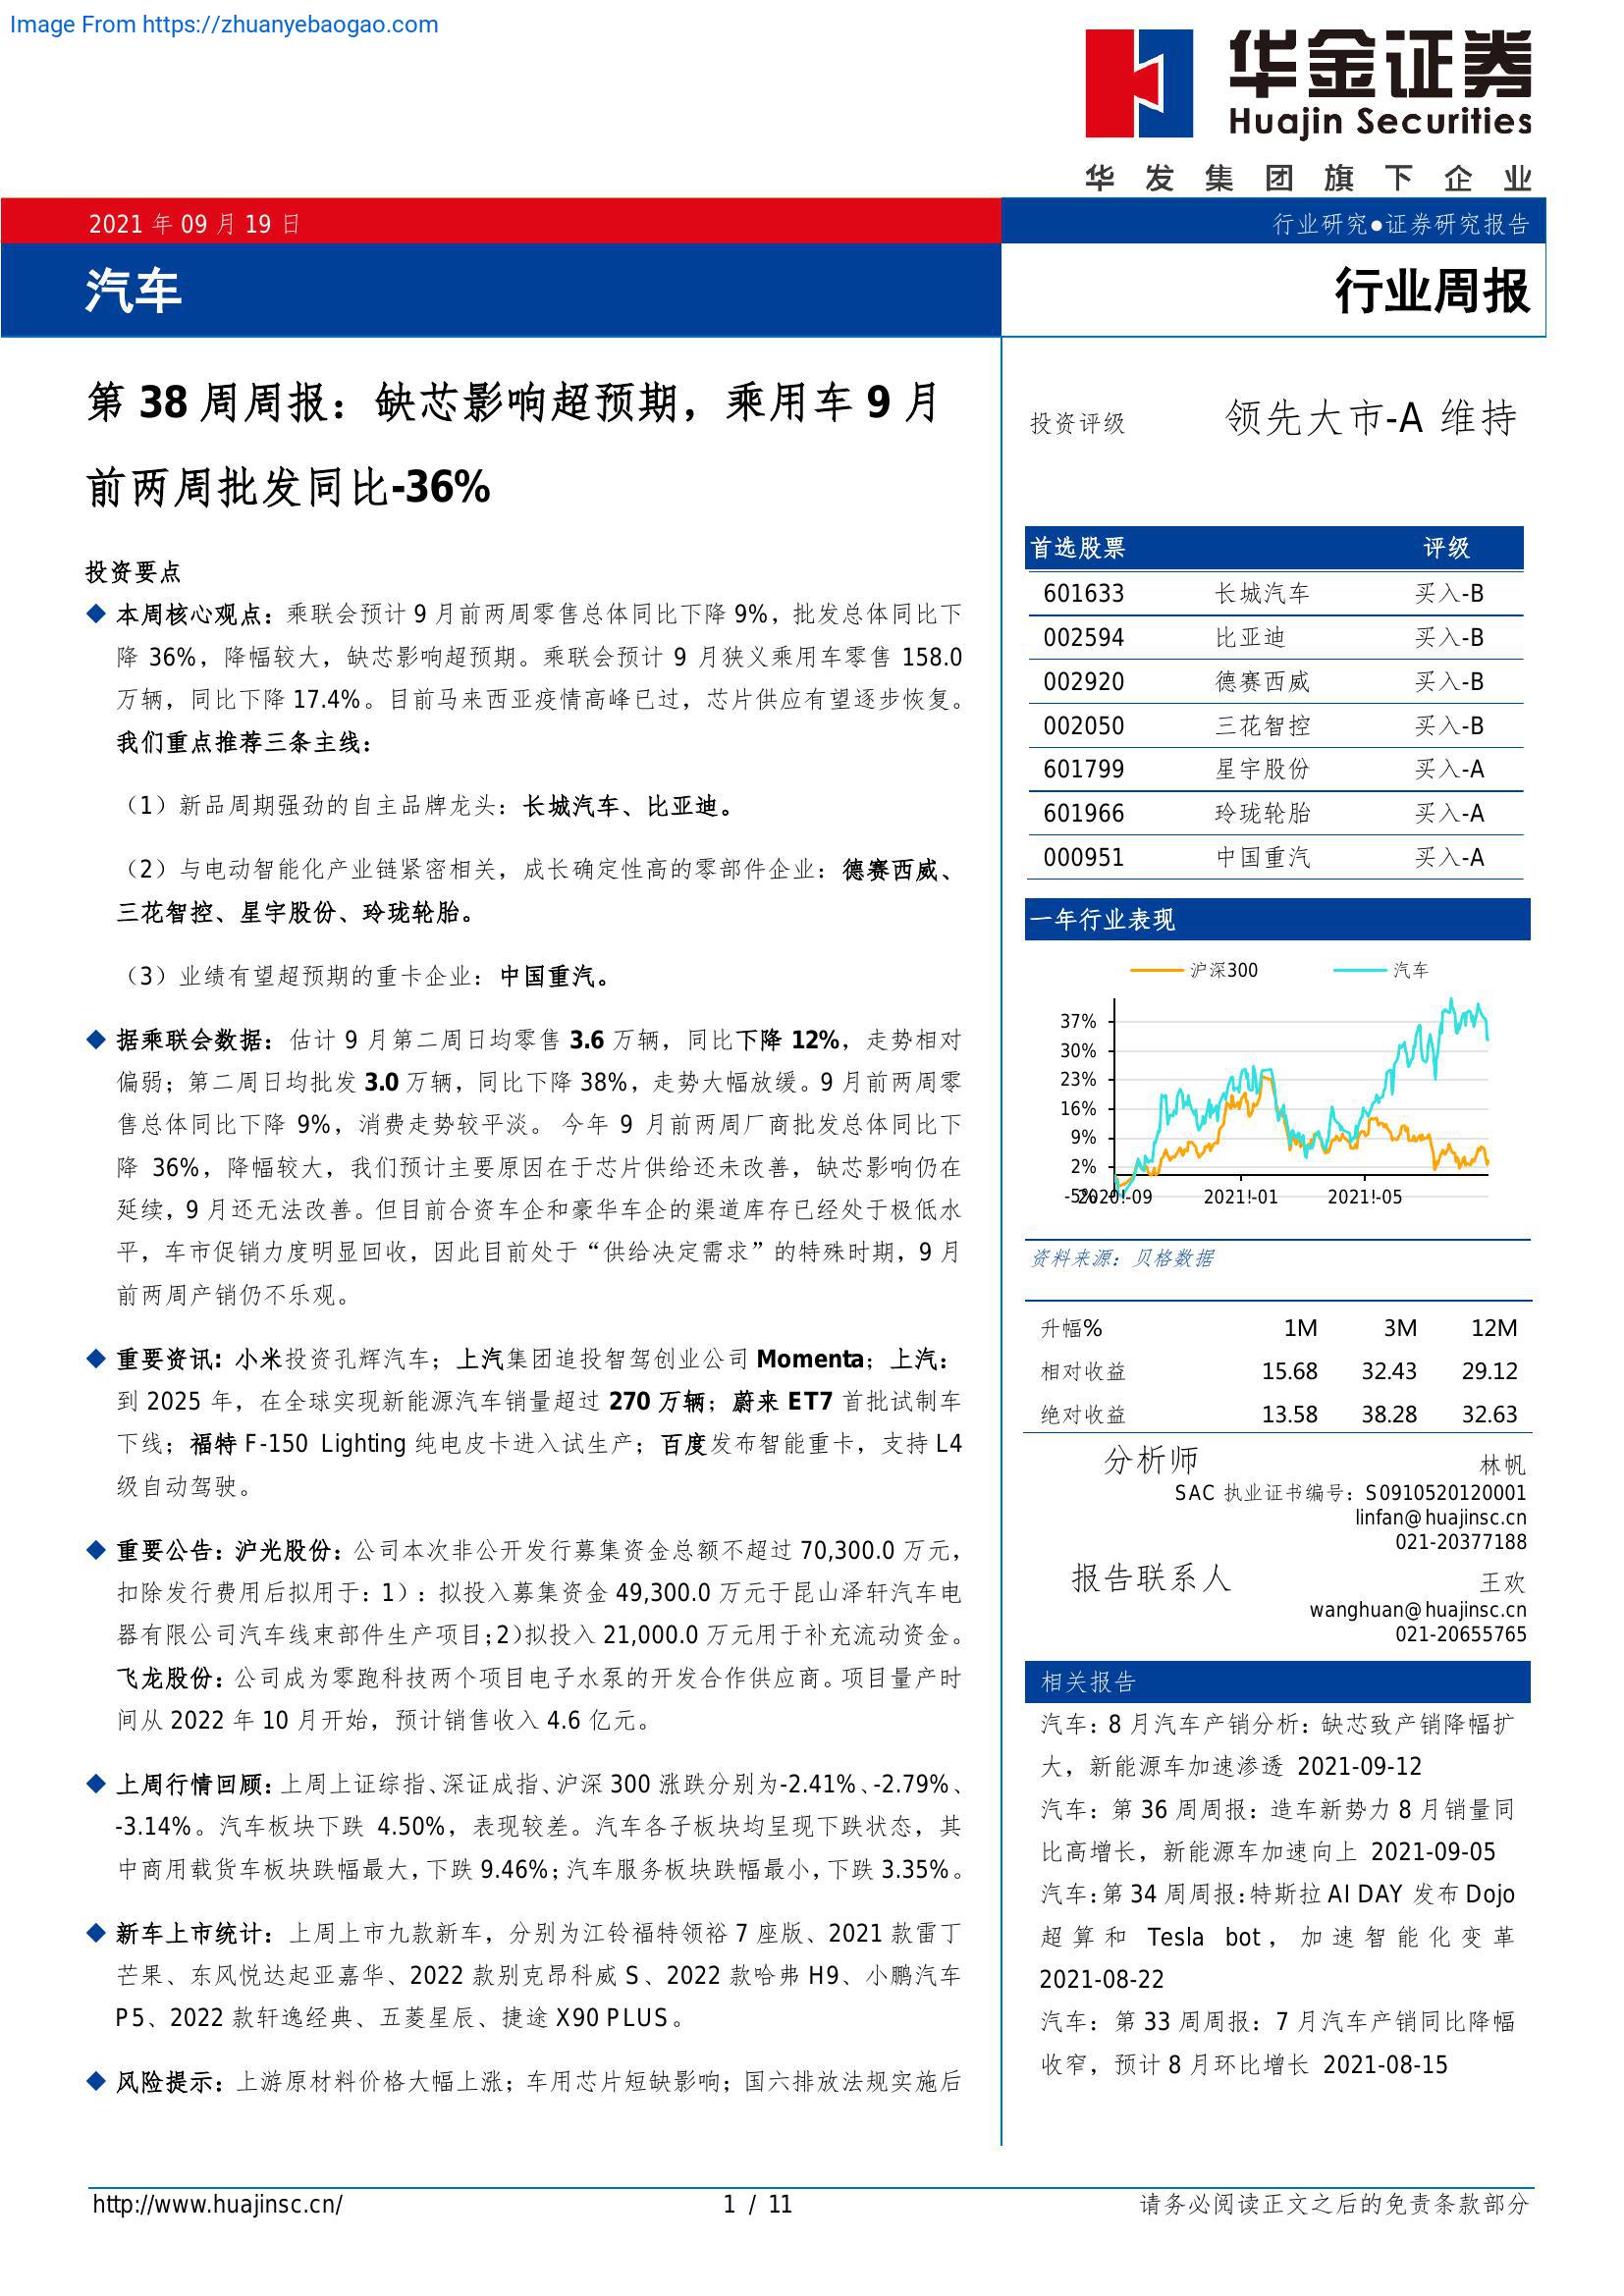 Image From https://zhuanyebaogao.com
华金证券
Huajin Securities
华发集团旗下企业
2021 年 09 月 19 日
行业研究●证券研究报告
汽车
行业周报
第 38 周周报：缺芯影响超预期，乘用车 9 月
前两周批发同比-36%
投资要点
◆ 本周核心观点：乘联会预计 9 月前两周零售总体同比下降 9%，批发总体同比下
降 36%，降幅较大，缺芯影响超预期。乘联会预计 9 月狭义乘用车零售 158.0
万辆，同比下降 17.4%。目前马来西亚疫情高峰已过，芯片供应有望逐步恢复。
我们重点推荐三条主线：
（1）新品周期强劲的自主品牌龙头：长城汽车、比亚迪。
（2）与电动智能化产业链紧密相关，成长确定性高的零部件企业：德赛西威、
三花智控、星宇股份、玲珑轮胎。
（3）业绩有望超预期的重卡企业：中国重汽。
◆ 据乘联会数据：估计 9 月第二周日均零售 3.6 万辆，同比下降 12%，走势相对
偏弱；第二周日均批发 3.0 万辆，同比下降 38%，走势大幅放缓。9 月前两周零
售总体同比下降 9%，消费走势较平淡。 今年 9 月前两周厂商批发总体同比下
降 36%，降幅较大，我们预计主要原因在于芯片供给还未改善，缺芯影响仍在
延续，9 月还无法改善。但目前合资车企和豪华车企的渠道库存已经处于极低水
平，车市促销力度明显回收，因此目前处于“供给决定需求”的特殊时期，9 月
前两周产销仍不乐观。
◆ 重要资讯：小米投资孔辉汽车；上汽集团追投智驾创业公司 Momenta；上汽：
到 2025 年，在全球实现新能源汽车销量超过 270 万辆；蔚来 ET7 首批试制车
下线；福特 F-150 Lighting 纯电皮卡进入试生产；百度发布智能重卡，支持 L4
级自动驾驶。
◆ 重要公告：沪光股份：公司本次非公开发行募集资金总额不超过 70,300.0 万元，
扣除发行费用后拟用于：1）：拟投入募集资金 49,300.0 万元于昆山泽轩汽车电
器有限公司汽车线束部件生产项目；2）拟投入 21,000.0 万元用于补充流动资金。
飞龙股份：公司成为零跑科技两个项目电子水泵的开发合作供应商。项目量产时
间从 2022 年 10 月开始，预计销售收入 4.6 亿元。
◆ 上周行情回顾：上周上证综指、深证成指、沪深 300 涨跌分别为-2.41%、-2.79%、
-3.14%。汽车板块下跌 4.50%，表现较差。汽车各子板块均呈现下跌状态，其
中商用载货车板块跌幅最大，下跌 9.46%；汽车服务板块跌幅最小，下跌 3.35%。
◆ 新车上市统计：上周上市九款新车，分别为江铃福特领裕 7 座版、2021 款雷丁
芒果、东风悦达起亚嘉华、2022 款别克昂科威 S、2022 款哈弗 H9、小鹏汽车
P5、2022 款轩逸经典、五菱星辰、捷途 X90 PLUS。
◆ 风险提示：上游原材料价格大幅上涨；车用芯片短缺影响；国六排放法规实施后
投资评级 领先大市-A 维持
首选股票 评级
601633 长城汽车 买入-B
002594 比亚迪 买入-B
002920 德赛西威 买入-B
002050 三花智控 买入-B
601799 星宇股份 买入-A
601966 玲珑轮胎 买入-A
000951 中国重汽 买入-A
一年行业表现
沪深300 汽车
37%
30%
23%
16%
9%
2%
-5%
2020!-09 2021!-01 2021!-05
资料来源：贝格数据
升幅% 1M 3M 12M
相对收益 15.68 32.43 29.12
绝对收益 13.58 38.28 32.63
分析师 林帆
SAC 执业证书编号：S0910520120001
linfan@huajinsc.cn
021-20377188
报告联系人 王欢
wanghuan@huajinsc.cn
021-20655765
相关报告
汽车：8 月汽车产销分析：缺芯致产销降幅扩
大，新能源车加速渗透 2021-09-12
汽车：第 36 周周报：造车新势力 8 月销量同
比高增长，新能源车加速向上 2021-09-05
汽车：第 34 周周报：特斯拉 AI DAY 发布 Dojo
超算和 Tesla bot，加速智能化变革
2021-08-22
汽车：第 33 周周报：7 月汽车产销同比降幅
收窄，预计 8 月环比增长 2021-08-15
http://www.huajinsc.cn/
1 / 11
请务必阅读正文之后的免责条款部分